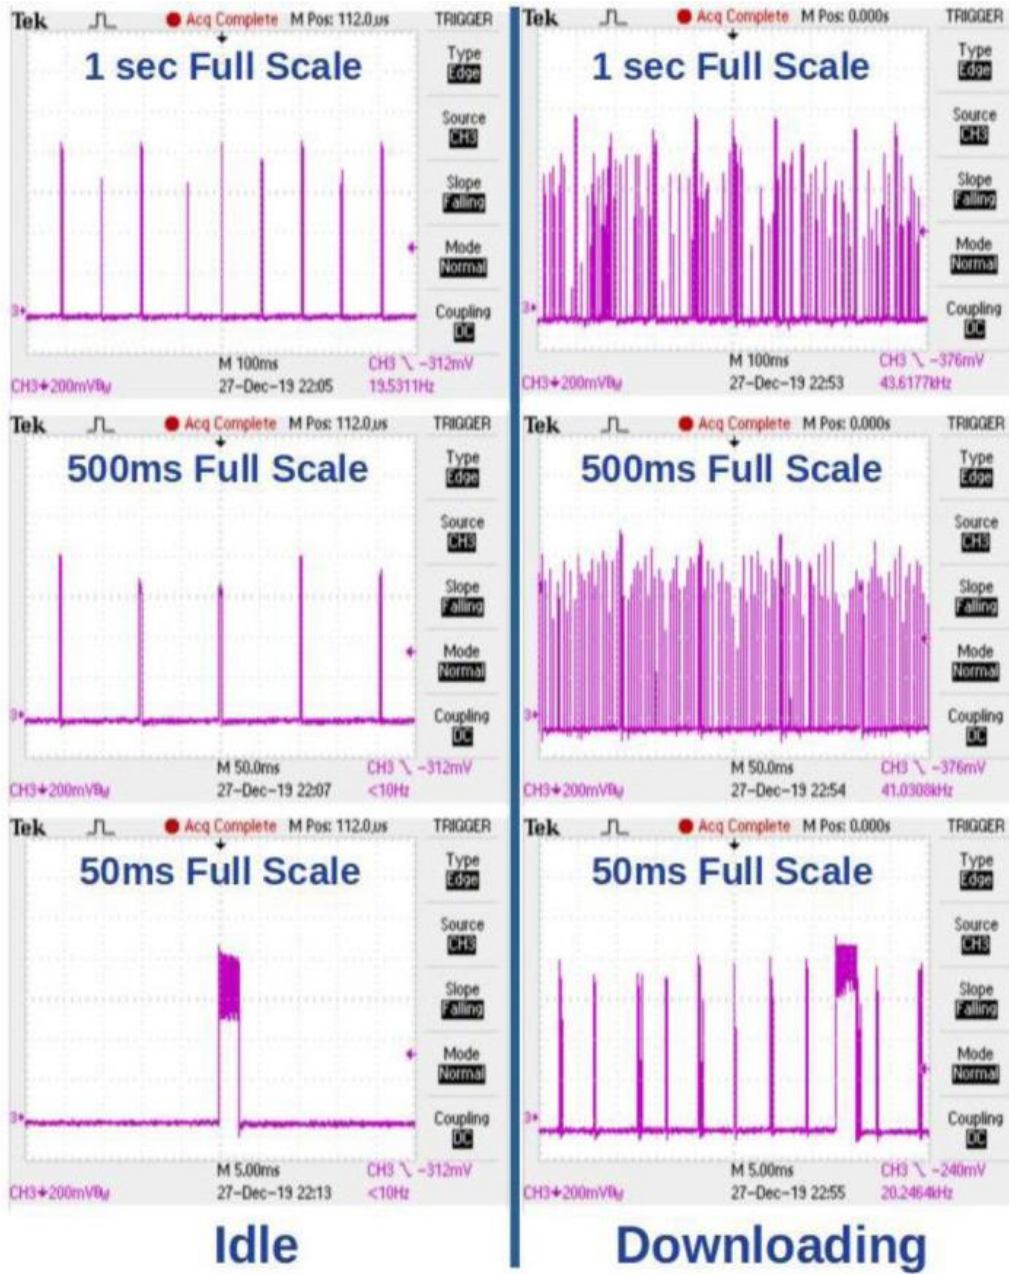 Tek Acq Complete M Pos: 112.0µs TRIGGER
1 sec Full Scale
Type
Edge
Source
CH3
Slope
Falling
Mode
Normal
Coupling
DC
3
M 100ms CH3 -312mV
CH3 200mV 27-Dec-19 22:05 19.5311Hz
Tek Acq Complete M Pos: 0.000s TRIGGER
1 sec Full Scale
Type
Edge
Source
CH3
Slope
Falling
Mode
Normal
Coupling
DC
3
M 100ms CH3 -376mV
CH3 200mV 27-Dec-19 22:53 43.6177kHz
Tek Acq Complete M Pos: 112.0µs TRIGGER
500ms Full Scale
Type
Edge
Source
CH3
Slope
Falling
Mode
Normal
Coupling
DC
3
M 50.0ms CH3 -312mV
CH3 200mV 27-Dec-19 22:07 <10Hz
Tek Acq Complete M Pos: 0.000s TRIGGER
500ms Full Scale
Type
Edge
Source
CH3
Slope
Falling
Mode
Normal
Coupling
DC
3
M 50.0ms CH3 -376mV
CH3 200mV 27-Dec-19 22:54 41.0308kHz
Tek Acq Complete M Pos: 112.0µs TRIGGER
50ms Full Scale
Type
Edge
Source
CH3
Slope
Falling
Mode
Normal
Coupling
DC
3
M 5.00ms CH3 -312mV
CH3 200mV 27-Dec-19 22:13 <10Hz
Tek Acq Complete M Pos: 0.000s TRIGGER
50ms Full Scale
Type
Edge
Source
CH3
Slope
Falling
Mode
Normal
Coupling
DC
3
M 5.00ms CH3 -240mV
CH3 200mV 27-Dec-19 22:55 20.2464kHz
Idle
Downloading